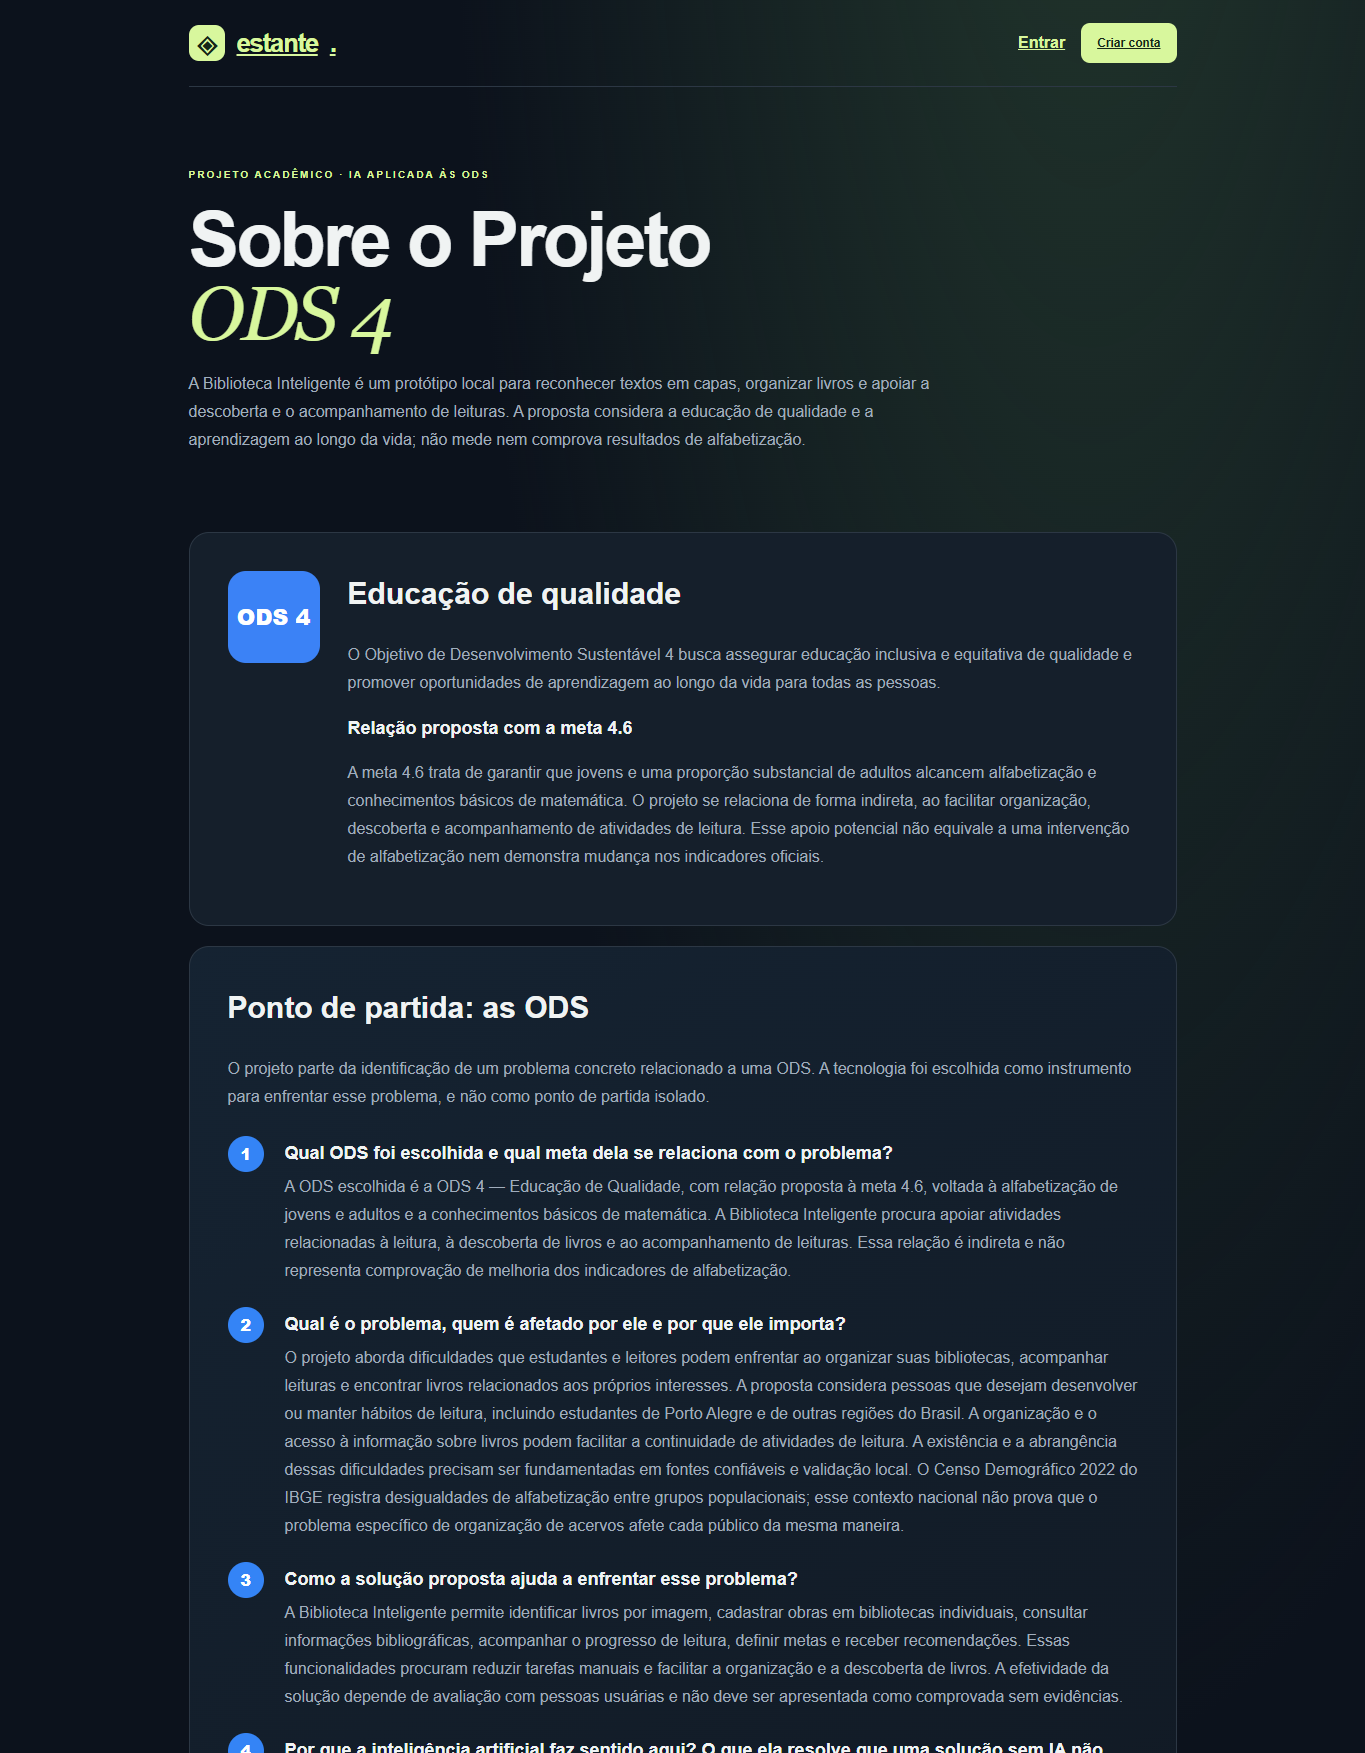 estante .
Entrar
Criar conta
PROJETO ACADÊMICO · IA APLICADA ÀS ODS
Sobre o Projeto
ODS 4
A Biblioteca Inteligente é um protótipo local para reconhecer textos em capas, organizar livros e apoiar a
descoberta e o acompanhamento de leituras. A proposta considera a educação de qualidade e a
aprendizagem ao longo da vida; não mede nem comprova resultados de alfabetização.
ODS 4
Educação de qualidade
O Objetivo de Desenvolvimento Sustentável 4 busca assegurar educação inclusiva e equitativa de qualidade e
promover oportunidades de aprendizagem ao longo da vida para todas as pessoas.
Relação proposta com a meta 4.6
A meta 4.6 trata de garantir que jovens e uma proporção substancial de adultos alcancem alfabetização e
conhecimentos básicos de matemática. O projeto se relaciona de forma indireta, ao facilitar organização,
descoberta e acompanhamento de atividades de leitura. Esse apoio potencial não equivale a uma intervenção
de alfabetização nem demonstra mudança nos indicadores oficiais.
Ponto de partida: as ODS
O projeto parte da identificação de um problema concreto relacionado a uma ODS. A tecnologia foi escolhida como instrumento
para enfrentar esse problema, e não como ponto de partida isolado.
1 Qual ODS foi escolhida e qual meta dela se relaciona com o problema?
A ODS escolhida é a ODS 4 — Educação de Qualidade, com relação proposta à meta 4.6, voltada à alfabetização de
jovens e adultos e a conhecimentos básicos de matemática. A Biblioteca Inteligente procura apoiar atividades
relacionadas à leitura, à descoberta de livros e ao acompanhamento de leituras. Essa relação é indireta e não
representa comprovação de melhoria dos indicadores de alfabetização.
2 Qual é o problema, quem é afetado por ele e por que ele importa?
O projeto aborda dificuldades que estudantes e leitores podem enfrentar ao organizar suas bibliotecas, acompanhar
leituras e encontrar livros relacionados aos próprios interesses. A proposta considera pessoas que desejam desenvolver
ou manter hábitos de leitura, incluindo estudantes de Porto Alegre e de outras regiões do Brasil. A organização e o
acesso à informação sobre livros podem facilitar a continuidade de atividades de leitura. A existência e a abrangência
dessas dificuldades precisam ser fundamentadas em fontes confiáveis e validação local. O Censo Demográfico 2022 do
IBGE registra desigualdades de alfabetização entre grupos populacionais; esse contexto nacional não prova que o
problema específico de organização de acervos afete cada público da mesma maneira.
3 Como a solução proposta ajuda a enfrentar esse problema?
A Biblioteca Inteligente permite identificar livros por imagem, cadastrar obras em bibliotecas individuais, consultar
informações bibliográficas, acompanhar o progresso de leitura, definir metas e receber recomendações. Essas
funcionalidades procuram reduzir tarefas manuais e facilitar a organização e a descoberta de livros. A efetividade da
solução depende de avaliação com pessoas usuárias e não deve ser apresentada como comprovada sem evidências.
4 Por que a inteligência artificial faz sentido aqui? O que ela resolve que uma solução sem IA não